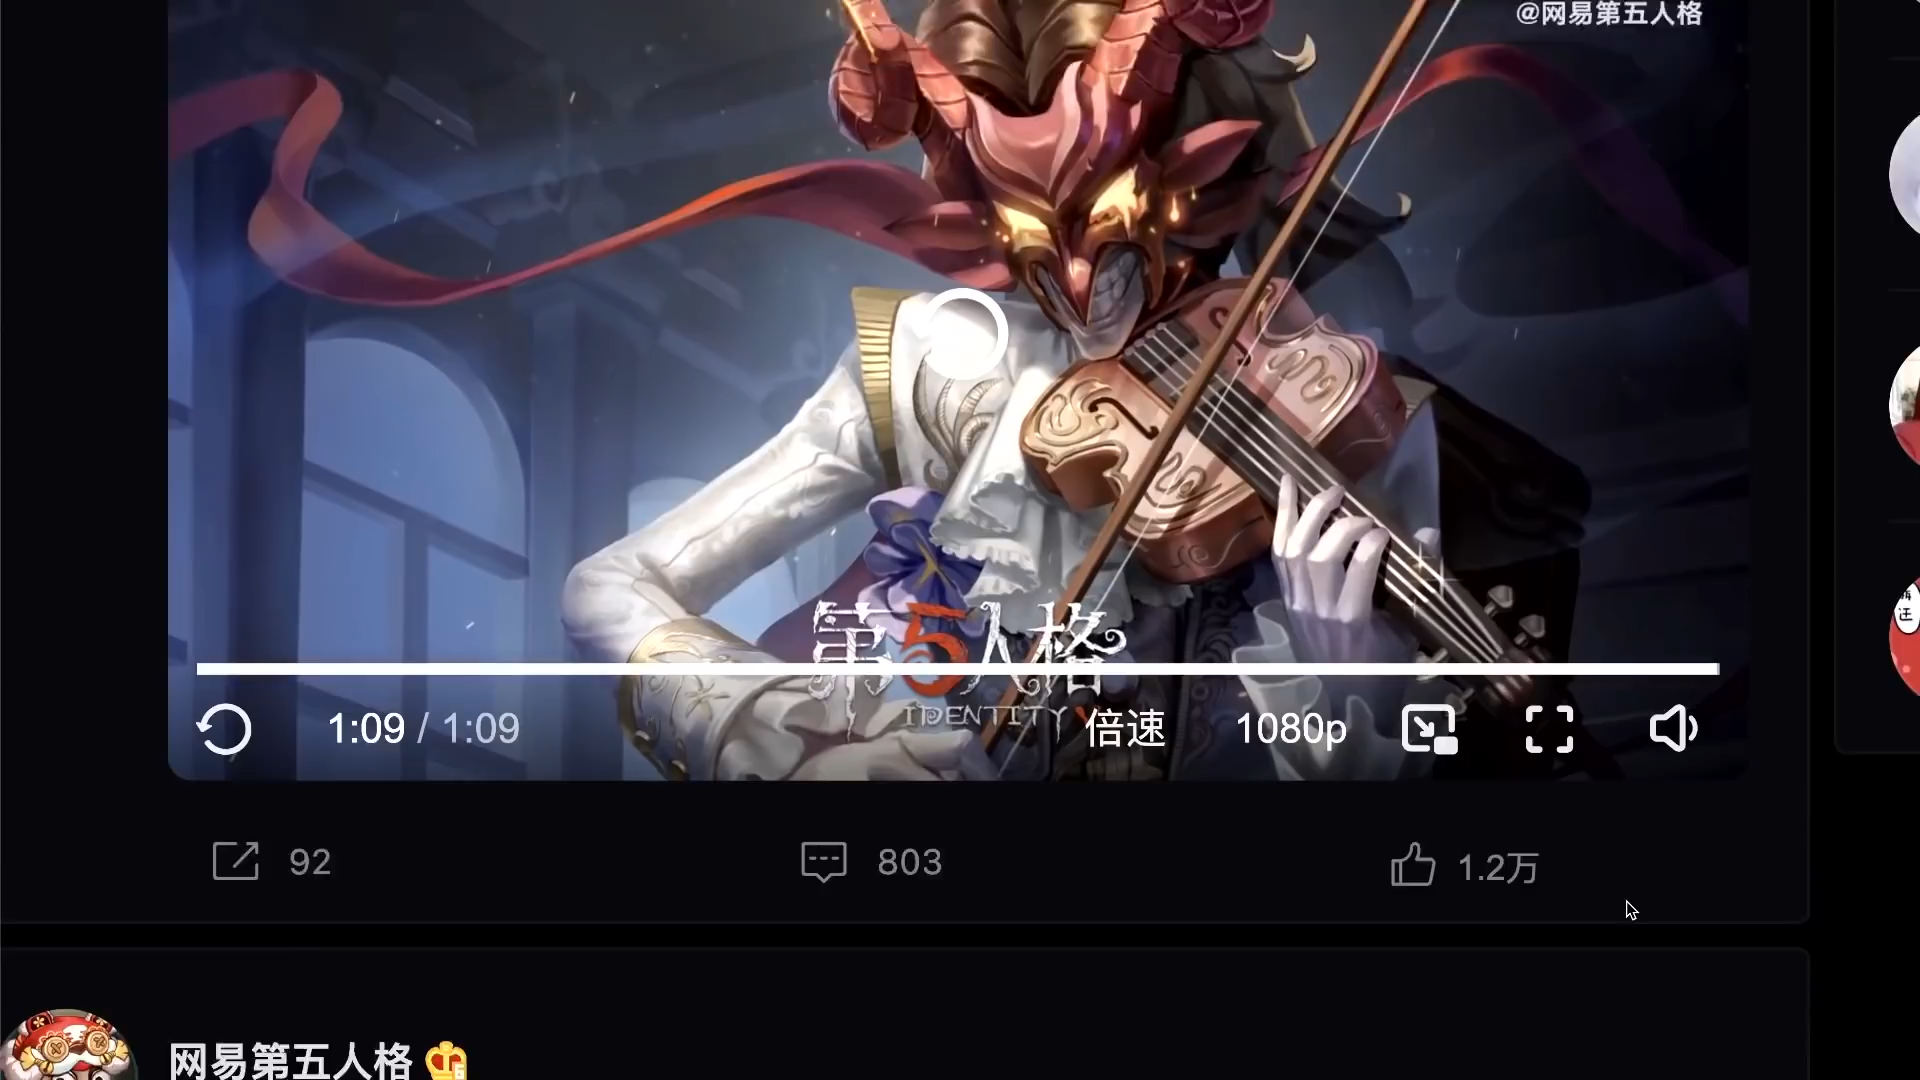 @网易第五人格
第5人格
IDENTITY V
1:09 / 1:09
倍速
1080p
92
803
1.2万
网易第五人格